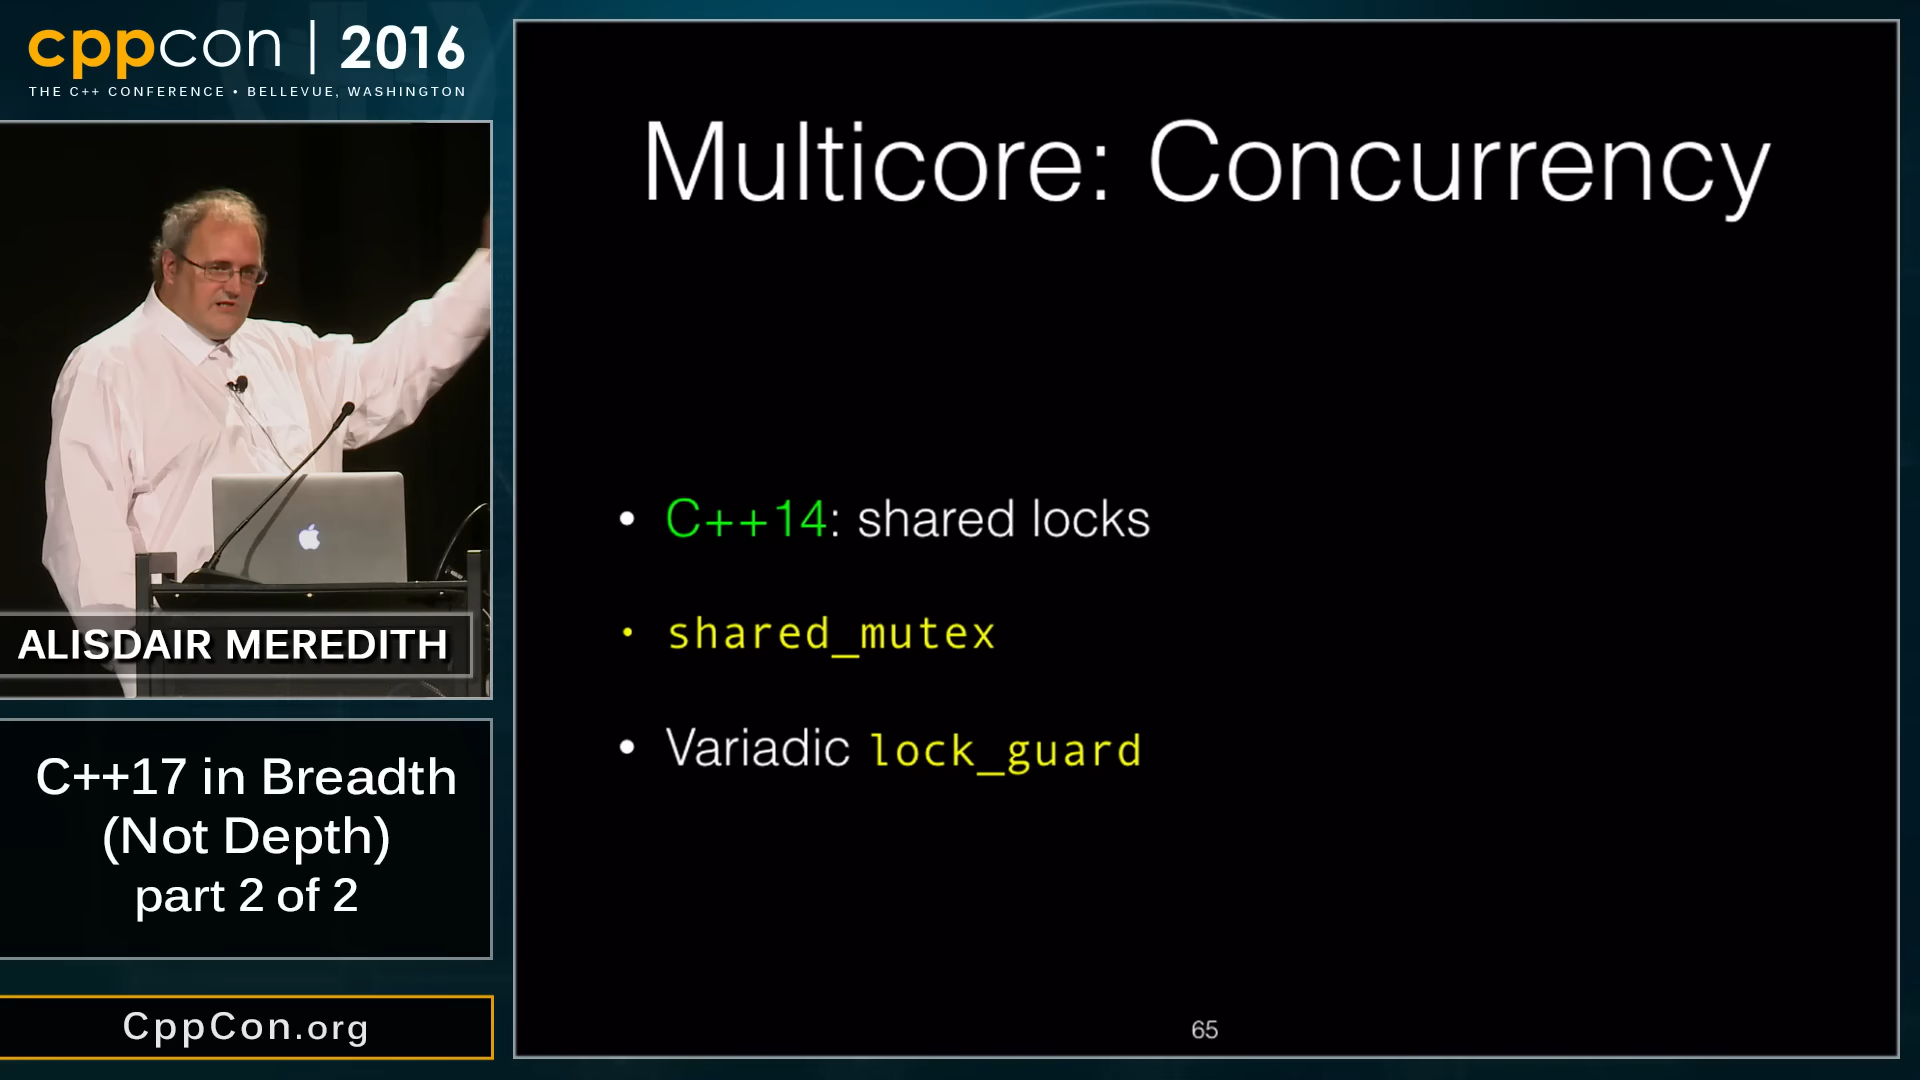 cppcon | 2016
THE C++ CONFERENCE • BELLEVUE, WASHINGTON
ALISDAIR MEREDITH
C++17 in Breadth
(Not Depth)
part 2 of 2
CppCon.org
Multicore: Concurrency
• C++14: shared locks
• shared_mutex
• Variadic lock_guard
65